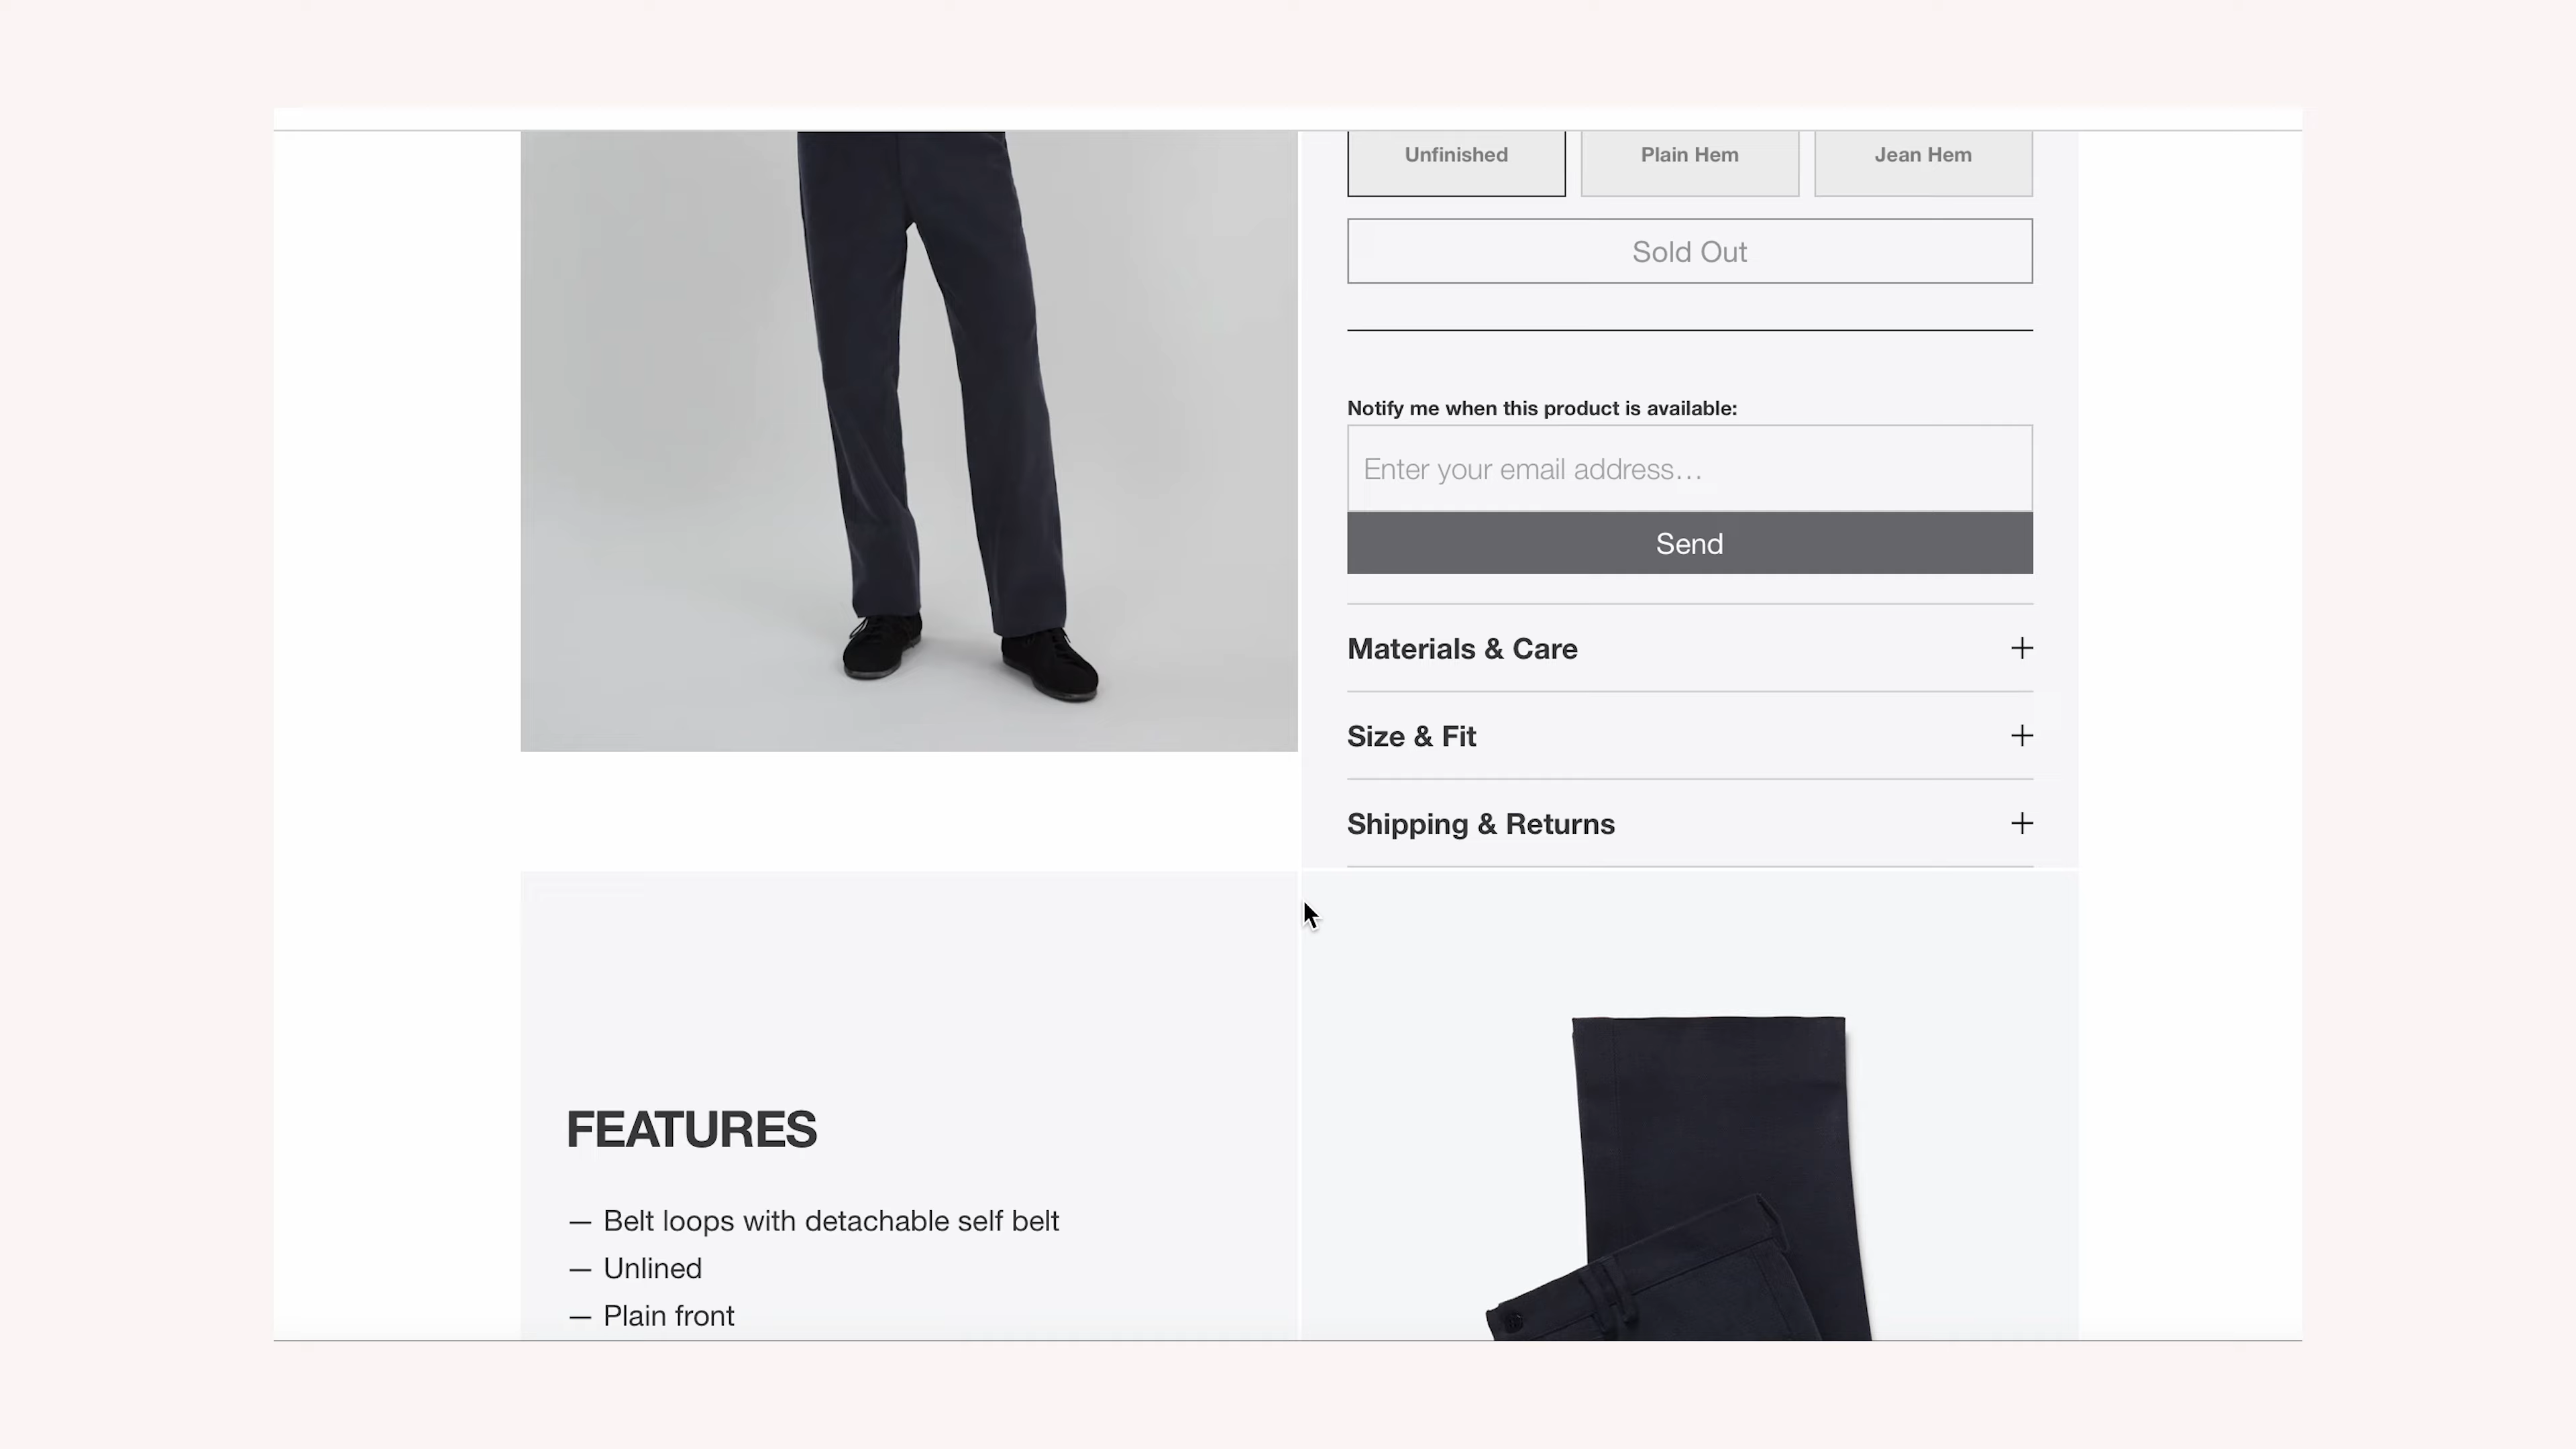 Unfinished
Plain Hem
Jean Hem
Sold Out
Notify me when this product is available:
Enter your email address...
Send
Materials & Care +
Size & Fit +
Shipping & Returns +
FEATURES
— Belt loops with detachable self belt
— Unlined
— Plain front